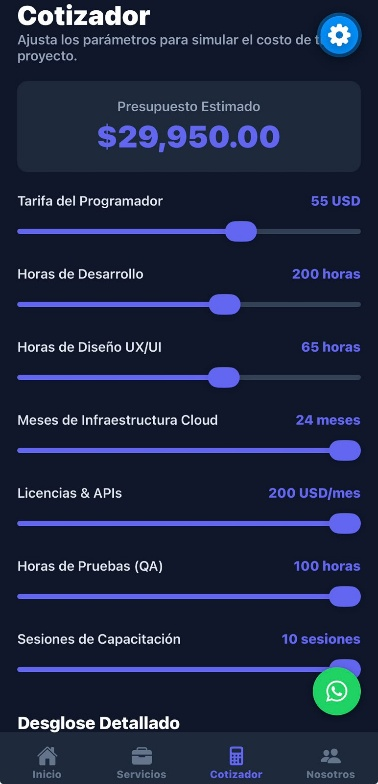 Cotizador
Ajusta los parámetros para simular el costo de t
proyecto.
Presupuesto Estimado
$29,950.00
Tarifa del Programador 55 USD
Horas de Desarrollo 200 horas
Horas de Diseño UX/UI 65 horas
Meses de Infraestructura Cloud 24 meses
Licencias & APIs 200 USD/mes
Horas de Pruebas (QA) 100 horas
Sesiones de Capacitación 10 sesiones
Desglose Detallado
Inicio Servicios Cotizador Nosotros